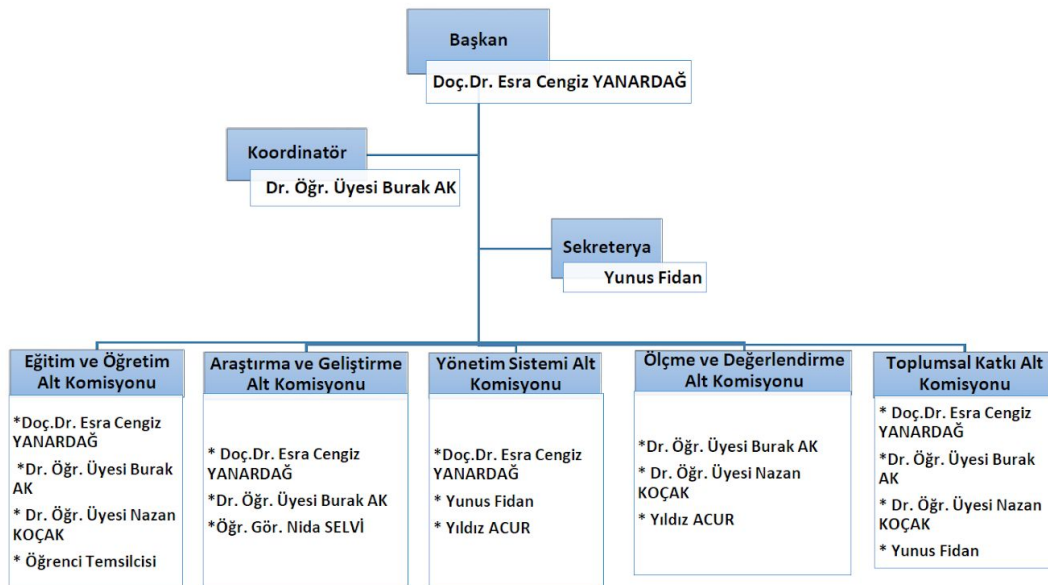 Başkan
Doç.Dr. Esra Cengiz YANARDAĞ
Koordinatör
Dr. Öğr. Üyesi Burak AK
Sekreterya
Yunus Fidan
Eğitim ve Öğretim
Alt Komisyonu
*Doç.Dr. Esra Cengiz
YANARDAĞ
*Dr. Öğr. Üyesi Burak
AK
* Dr. Öğr. Üyesi Nazan
KOÇAK
* Öğrenci Temsilcisi
Araştırma ve Geliştirme
Alt Komisyonu
* Doç.Dr. Esra Cengiz
YANARDAĞ
*Dr. Öğr. Üyesi Burak AK
*Öğr. Gör. Nida SELVİ
Yönetim Sistemi Alt
Komisyonu
*Doç.Dr. Esra Cengiz
YANARDAĞ
* Yunus Fidan
* Yıldız ACUR
Ölçme ve Değerlendirme
Alt Komisyonu
*Dr. Öğr. Üyesi Burak AK
* Dr. Öğr. Üyesi Nazan
KOÇAK
* Yıldız ACUR
Toplumsal Katkı Alt
Komisyonu
* Doç.Dr. Esra Cengiz
YANARDAĞ
*Dr. Öğr. Üyesi Burak
AK
* Dr. Öğr. Üyesi Nazan
KOÇAK
* Yunus Fidan